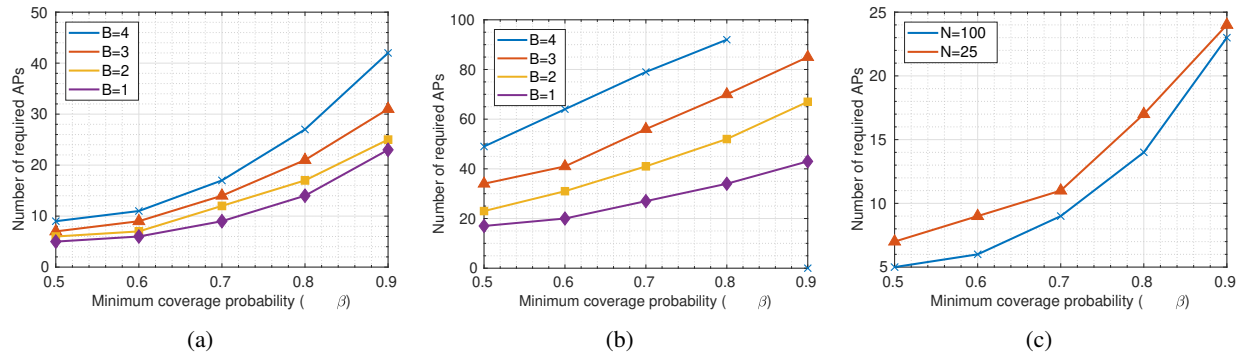 50
40
30
20
10
0
Number of required APs
B=4
B=3
B=2
B=1
0.5 0.6 0.7 0.8 0.9
Minimum coverage probability ( β)
(a)
100
80
60
40
20
0
Number of required APs
B=4
B=3
B=2
B=1
0.5 0.6 0.7 0.8 0.9
Minimum coverage probability ( β)
(b)
25
20
15
10
5
Number of required APs
N=100
N=25
0.5 0.6 0.7 0.8 0.9
Minimum coverage probability ( β)
(c)